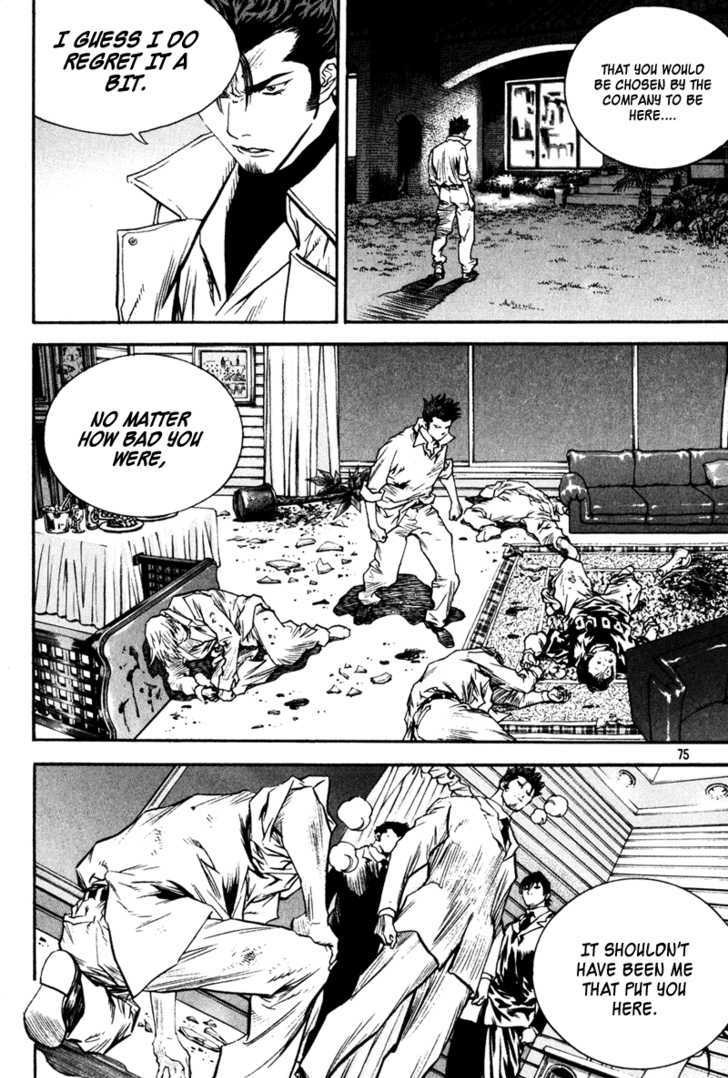 I GUESS I DO
REGRET IT A
BIT.
THAT YOU WOULD
BE CHOSEN BY THE
COMPANY TO BE
HERE....
NO MATTER
HOW BAD YOU
WERE,
75
IT SHOULDN'T
HAVE BEEN ME
THAT PUT YOU
HERE.